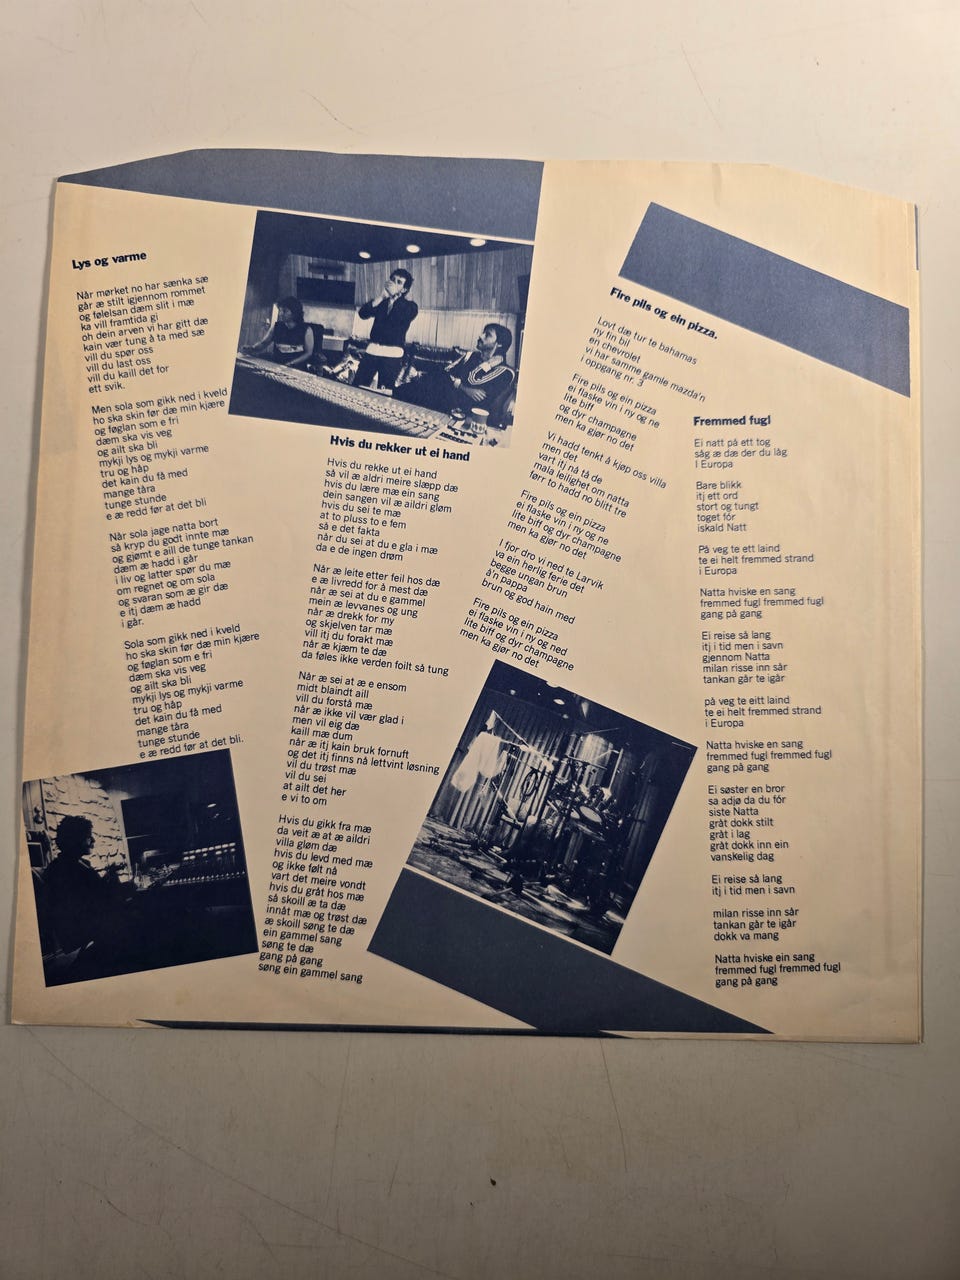 Lys og varme
Når mørket no har sænka sæ
går æ stilt igjennom rommet
og følelsan dæm slit i mæ
ka vill framtida gi
oh dein arven vi har gitt dæ
kain vær tung å ta med sæ
vill du spør oss
vill du last oss
vill du kaill det for
ett svik.
Men sola som gikk ned i kveld
ho ska skin før dæ min kjære
og føglan som e fri
dæm ska vis veg
og ailt ska bli
mykji lys og mykji varme
tru og håp
det kain du få med
mange tåra
tunge stunde
e æ redd før at det bli
Når sola jage natta bort
så kryp du godt innte mæ
og gjømt e aill de tunge tankan
dæm æ hadd i går
i liv og latter spør du mæ
om regnet og om sola
og svaran som æ gir dæ
e itj dæm æ hadd
i går.
Sola som gikk ned i kveld
ho ska skin før dæ min kjære
og føglan som e fri
dæm ska vis veg
og ailt ska bli
mykji lys og mykji varme
tru og håp
det kain du få med
mange tåra
tunge stunde
e æ redd før at det bli.
Hvis du rekker ut ei hand
Hvis du rekke ut ei hand
så vil æ aldri meire slæpp dæ
hvis du lære mæ ein sang
dein sangen vil æ aildri gløm
hvis du sei te mæ
at to pluss to e fem
så e det fakta
når du sei at du e gla i mæ
da e de ingen drøm
Når æ leite etter feil hos dæ
e æ livredd for å mest dæ
når æ sei at du e gammel
mein æ levvanes og ung
når æ drekk for my
og skjelven tar mæ
vill itj du forakt mæ
når æ kjæm te dæ
da føles ikke verden foilt så tung
Når æ sei at æ e ensom
midt blaindt aill
vill du forstå mæ
når æ ikke vil vær glad i
men vil eig dæ
kaill mæ dum
når æ itj kain bruk fornuft
og det itj finns nå lettvint løsning
vil du trøst mæ
vil du sei
at ailt det her
e vi to om
Hvis du gikk fra mæ
da veit æ at æ aildri
villa gløm dæ
hvis du levd med mæ
og ikke følt nå
vart det meire vondt
hvis du gråt hos mæ
så skoill æ ta dæ
innåt mæ og trøst dæ
æ skoill søng te dæ
ein gammel sang
søng te dæ
gang på gang
søng ein gammel sang
Fire pils og ein pizza.
Lovt dæ tur te bahamas
ny fin bil
en chevrolet
vi har samme gamle mazda'n
i oppgang nr. 3
Fire pils og ein pizza
ei flaske vin i ny og ne
lite biff
og dyr champagne
men ka gjør no det
Vi hadd tenkt å kjøp oss villa
men det
vart itj nå tå de
mala leilighet om natta
førr to hadd no blitt tre
Fire pils og ein pizza
ei flaske vin i ny og ne
lite biff og dyr champagne
men ka gjør no det
I fjor dro vi ned te Larvik
va ein herlig ferie det
begge ungan brun
å'n pappa
brun og god hain med
Fire pils og ein pizza
ei flaske vin i ny og ned
lite biff og dyr champagne
men ka gjør no det
Fremmed fugl
Ei natt på ett tog
såg æ dæ der du låg
I Europa
Bare blikk
itj ett ord
stort og tungt
toget fór
iskald Natt
På veg te ett laind
te ei helt fremmed strand
i Europa
Natta hviske en sang
fremmed fugl fremmed fugl
gang på gang
Ei reise så lang
itj i tid men i savn
gjennom Natta
milan risse inn sår
tankan går te igår
på veg te eitt laind
te ei helt fremmed strand
i Europa
Natta hviske en sang
fremmed fugl fremmed fugl
gang på gang
Ei søster en bror
sa adjø da du fór
siste Natta
gråt dokk stilt
gråt i lag
gråt dokk inn ein
vanskelig dag
Ei reise så lang
itj i tid men i savn
milan risse inn sår
tankan går te igår
dokk va mang
Natta hviske ein sang
fremmed fugl fremmed fugl
gang på gang